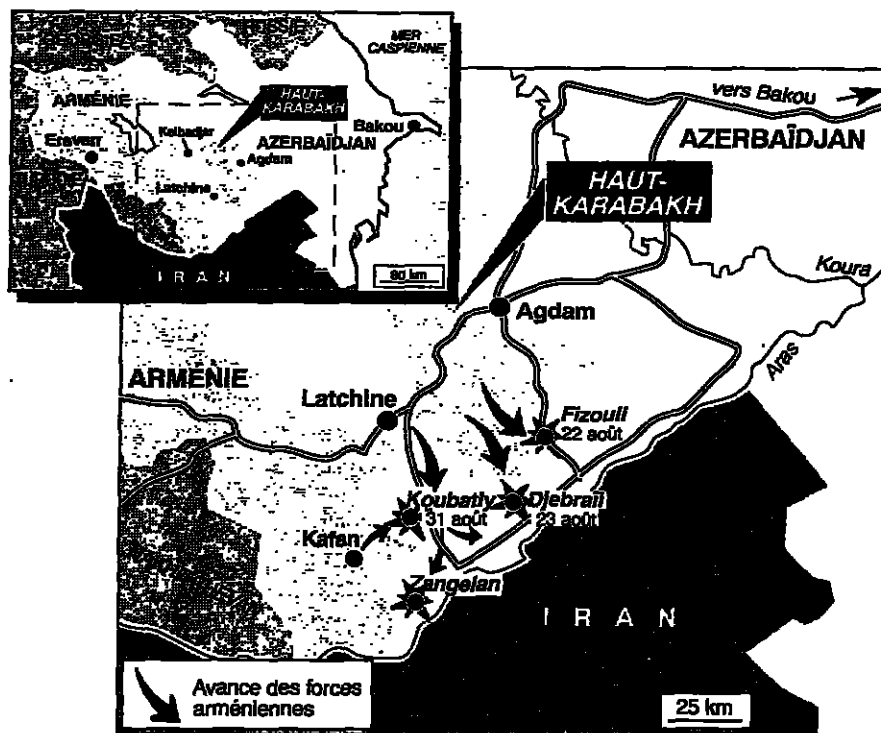 MER
CASPIENNE
HAUT-
KARABAKH
ARMÉNIE
Kelbadjar
Bakou
Erevan
AZERBAÏDJAN
Agdam
Latchine
IRAN
80 km
vers Bakou
AZERBAÏDJAN
HAUT-
KARABAKH
Koura
Agdam
Aras
ARMÉNIE
Latchine
Fizouli
22 août
Koubatly
31 août
Djebraïl
23 août
Kafan
Zangelan
IRAN
Avance des forces
arméniennes
25 km